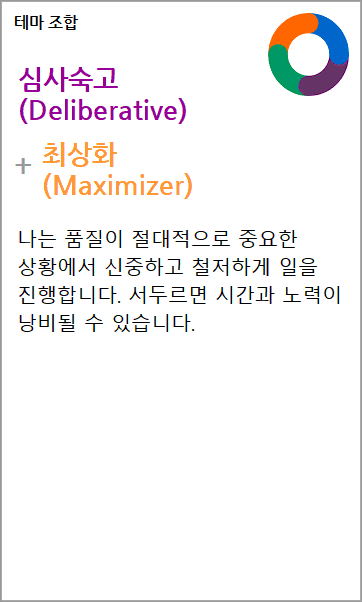 테마 조합
심사숙고
(Deliberative)
+ 최상화
(Maximizer)
나는 품질이 절대적으로 중요한
상황에서 신중하고 철저하게 일을
진행합니다. 서두르면 시간과 노력이
낭비될 수 있습니다.